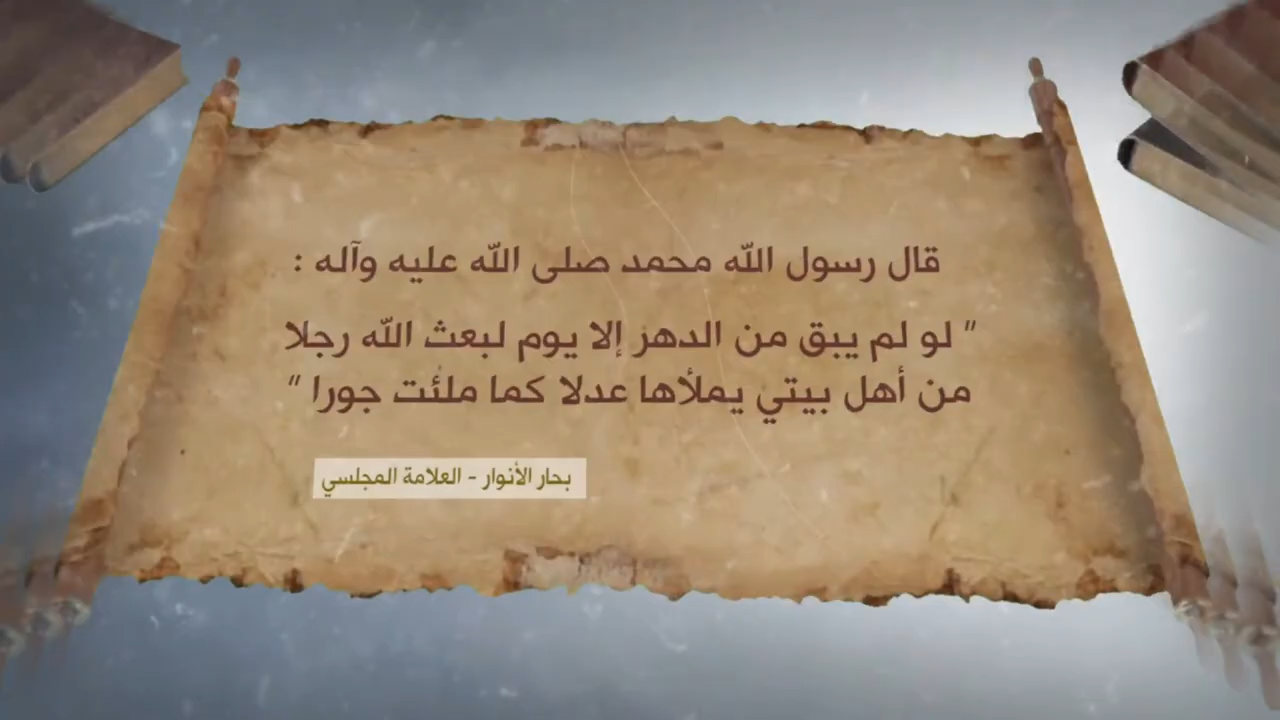 قال رسول الله محمد صلى الله عليه وآله :
" لو لم يبق من الدهر إلا يوم لبعث الله رجلا
من أهل بيتي يملأها عدلا كما ملئت جورا "
بحار الأنوار - العلامة المجلسي